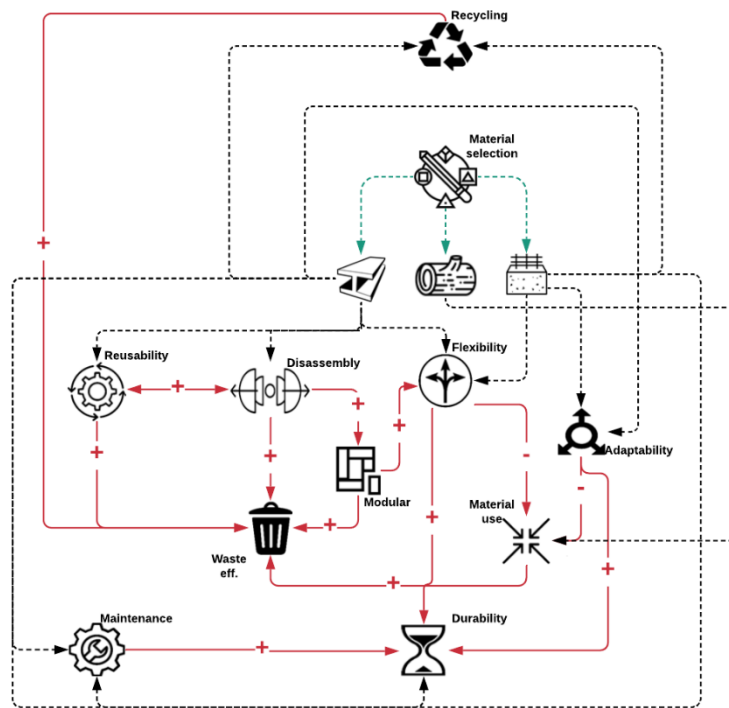 Recycling
Material
selection
+
Reusability
Disassembly
Flexibility
+
+
+
Adaptability
+
+
-
-
Modular
Material
use
+
+
Waste
eff.
+
+
Maintenance
Durability
+